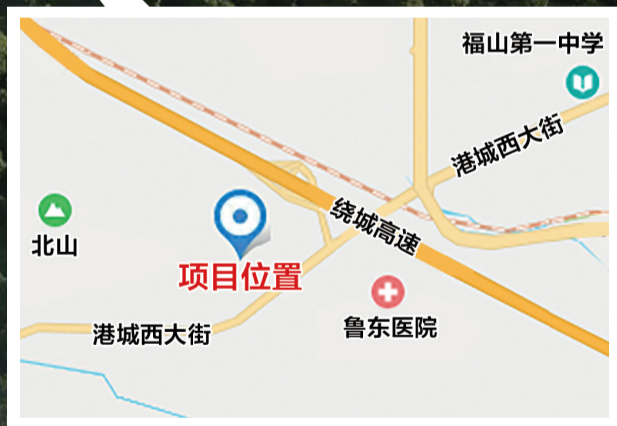 福山第一中学
港城西大街
绕城高速
北山
项目位置
鲁东医院
港城西大街